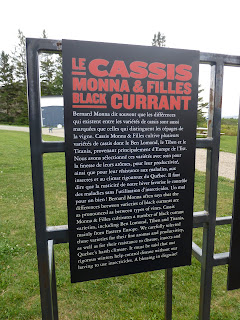 LE CASSIS
MONNA & FILLES
BLACK CURRANT
Bernard Monna dit souvent que les différences
qui existent entre les variétés de cassis sont aussi
marquées que celles qui distinguent les cépages de
la vigne. Cassis Monna & Filles cultive plusieurs
variétés de cassis dont le Ben Lomond, le Tiben et le
Titania, provenant principalement d'Europe de l'Est.
Nous avons sélectionné ces variétés avec soin pour
la finesse de leurs arômes, pour leur productivité,
ainsi que pour leur résistance aux maladies, aux
insectes et au climat rigoureux du Québec. Il faut
dire que la rusticité de notre hiver favorise le contrôle
des maladies sans l'utilisation d'insecticides. Un mal
pour un bien! Bernard Monna often says that the
differences between varieties of black currant are
as pronounced as between types of vines. Cassis
Monna & Filles cultivates a number of black currant
varieties, including Ben Lomond, Tiben and Titania,
mainly from Eastern Europe. We carefully selected
these varieties for their fine aromas and productivity,
as well as for their resistance to disease, insects and
Quebec's harsh climate. It must be said that our
rigorous winters help control disease without our
having to use insecticides. A blessing in disguise!